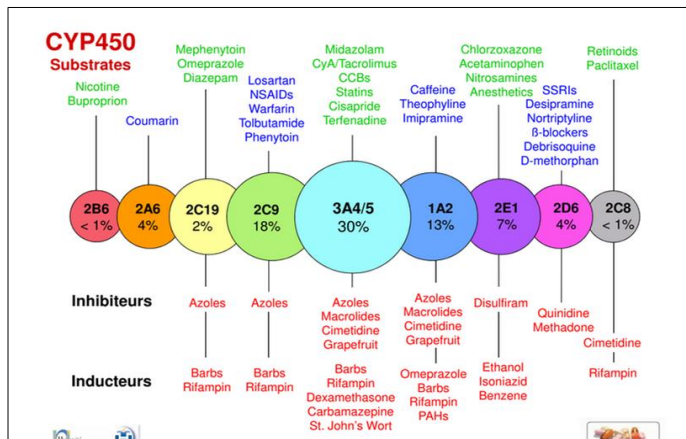 CYP450
Substrates
Nicotine
Buproprion
Coumarin
Mephenytoin
Omeprazole
Diazepam
Losartan
NSAIDs
Warfarin
Tolbutamide
Phenytoin
Midazolam
CyA/Tacrolimus
CCBs
Statins
Cisapride
Terfenadine
Caffeine
Theophyline
Imipramine
Chlorzoxazone
Acetaminophen
Nitrosamines
Anesthetics
SSRIs
Desipramine
Nortriptyline
ß-blockers
Debrisoquine
D-methorphan
Retinoids
Paclitaxel
2B6
< 1%
2A6
4%
2C19
2%
2C9
18%
3A4/5
30%
1A2
13%
2E1
7%
2D6
4%
2C8
< 1%
Inhibiteurs
Azoles
Azoles
Azoles
Macrolides
Cimetidine
Grapefruit
Azoles
Macrolides
Cimetidine
Grapefruit
Disulfiram
Quinidine
Methadone
Cimetidine
Inducteurs
Barbs
Rifampin
Barbs
Rifampin
Barbs
Rifampin
Dexamethasone
Carbamazepine
St. John's Wort
Omeprazole
Barbs
Rifampin
PAHs
Ethanol
Isoniazid
Benzene
Rifampin